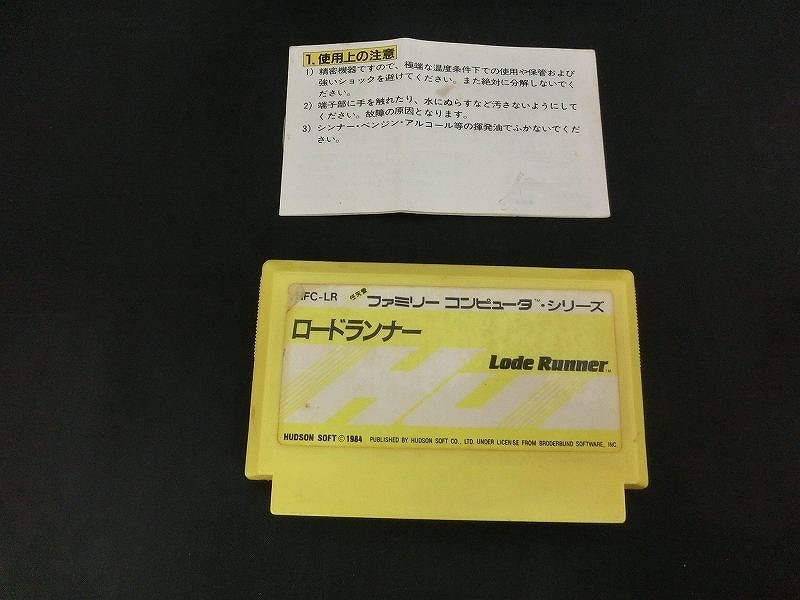 1. 使用上の注意
1) 精密機器ですので、極端な温度条件下での使用や保管および
強いショックを避けてください。また絶対に分解しないでく
ださい。
2) 端子部に手を触れたり、水にぬらすなど汚さないようにして
ください。故障の原因となります。
3) シンナー・ベンジン・アルコール等の揮発油でふかないでくだ
さい。
HFC-LR 任天堂 ファミリー コンピュータ™・シリーズ
ロードランナー
Lode Runner™
HUDSON SOFT © 1984 PUBLISHED BY HUDSON SOFT CO., LTD. UNDER LICENSE FROM BRODERBUND SOFTWARE, INC.